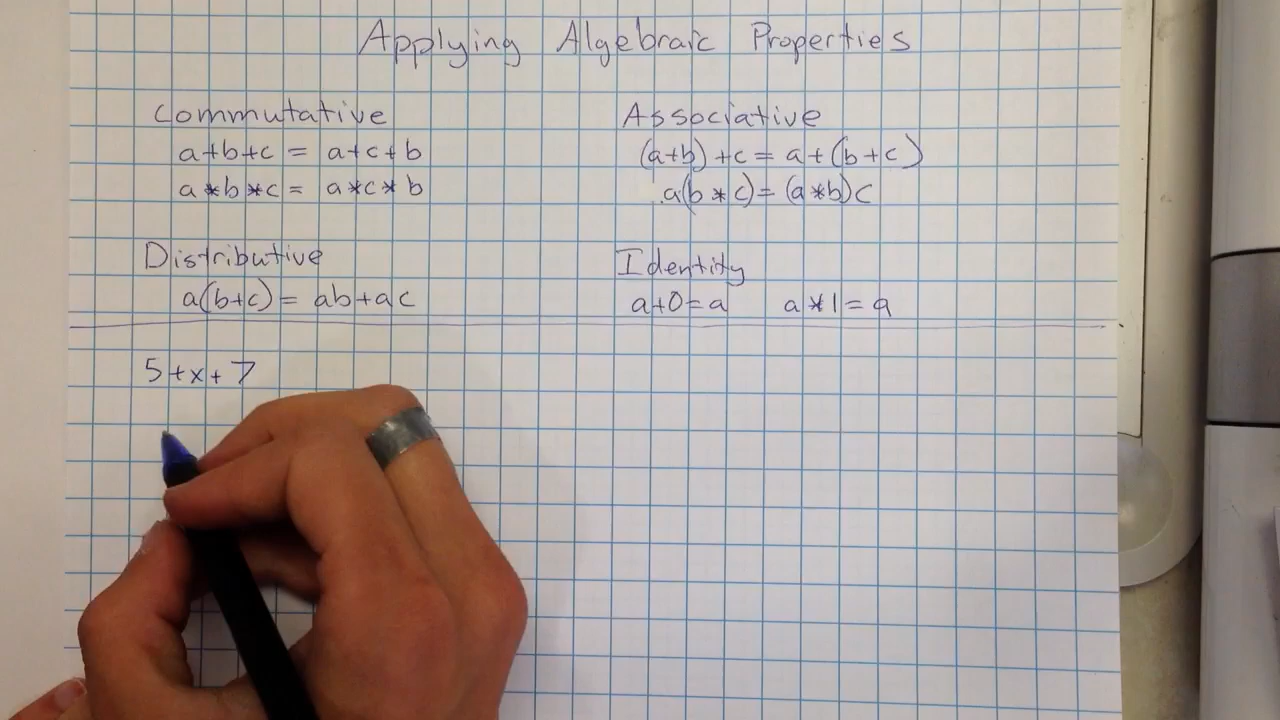 Applying Algebraic Properties
Commutative
a+b+c = a+c+b
a*b*c = a*c*b
Associative
(a+b)+c = a+(b+c)
a(b*c) = (a*b)c
Distributive
a(b+c) = ab+ac
Identity
a+0=a a*1=a
5+x+7